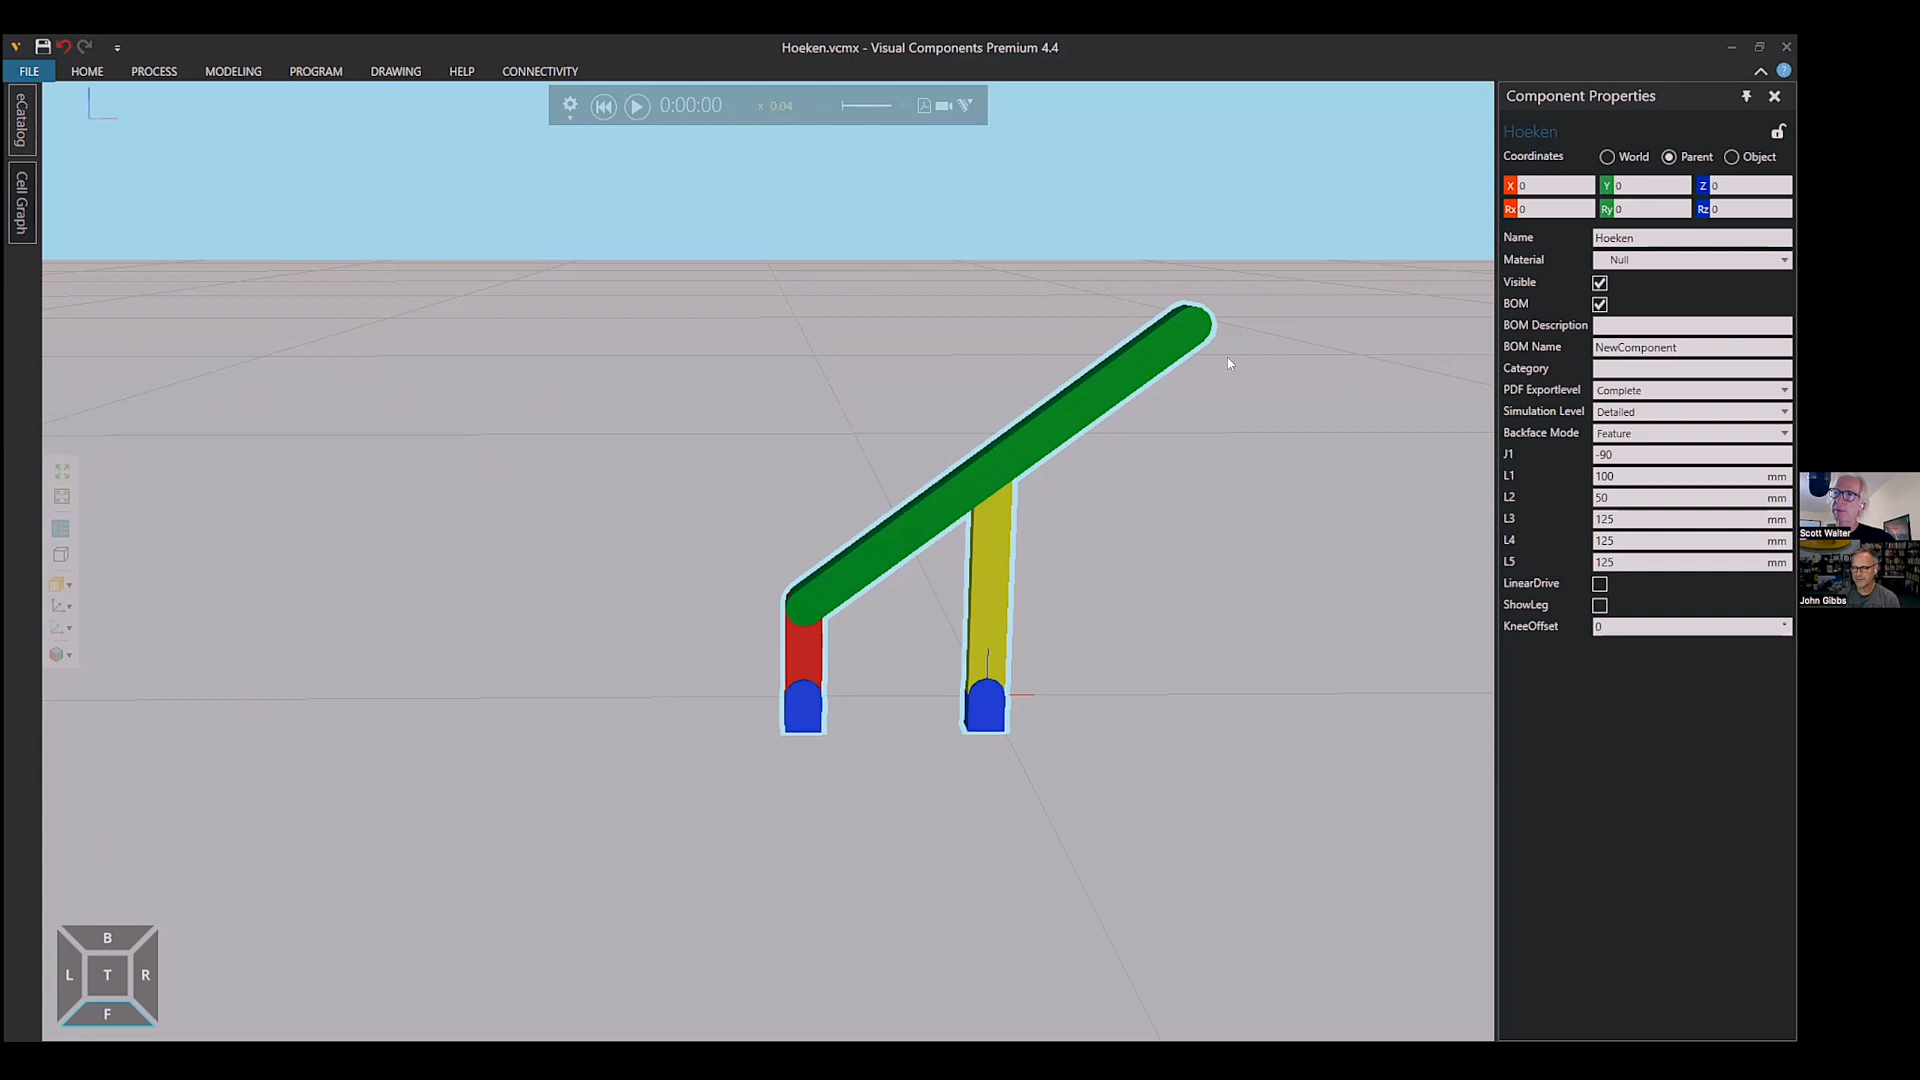 Hoeken.vcmx - Visual Components Premium 4.4
FILE HOME PROCESS MODELING PROGRAM DRAWING HELP CONNECTIVITY
eCatalog
Cell Graph
0:00:00 x 0.04
Component Properties
Hoeken
Coordinates World Parent Object
X 0 Y 0 Z 0
Rx 0 Ry 0 Rz 0
Name Hoeken
Material Null
Visible
BOM
BOM Description
BOM Name NewComponent
Category
PDF Exportlevel Complete
Simulation Level Detailed
Backface Mode Feature
J1 -90
L1 100 mm
L2 50 mm
L3 125 mm
L4 125 mm
L5 125 mm
LinearDrive
ShowLeg
KneeOffset 0 °
Scott Walter
John Gibbs
B
L T R
F